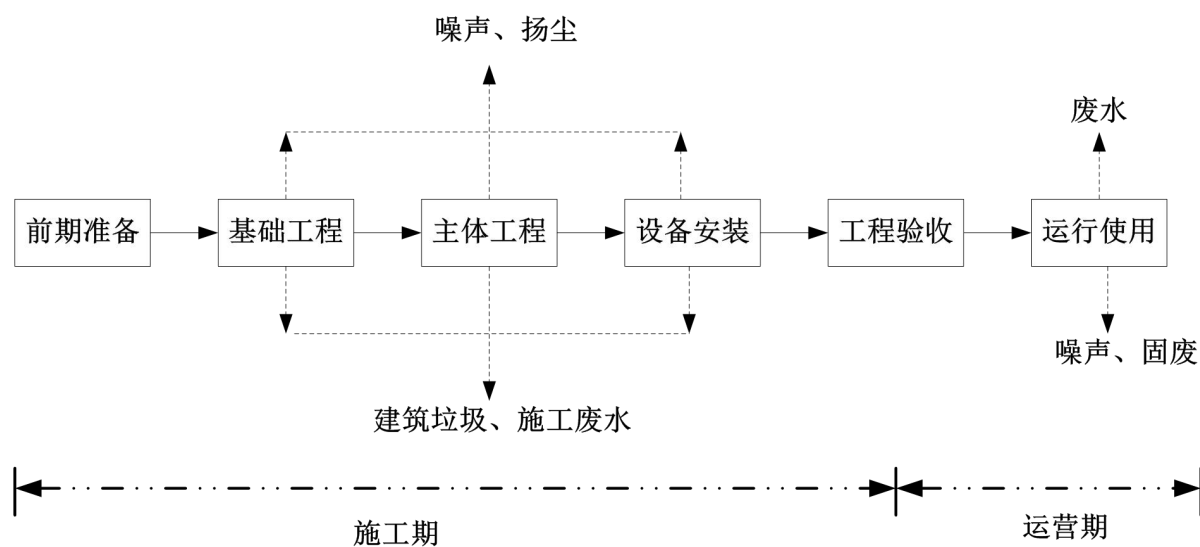 噪声、扬尘
废水
前期准备
基础工程
主体工程
设备安装
工程验收
运行使用
噪声、固废
建筑垃圾、施工废水
施工期
运营期